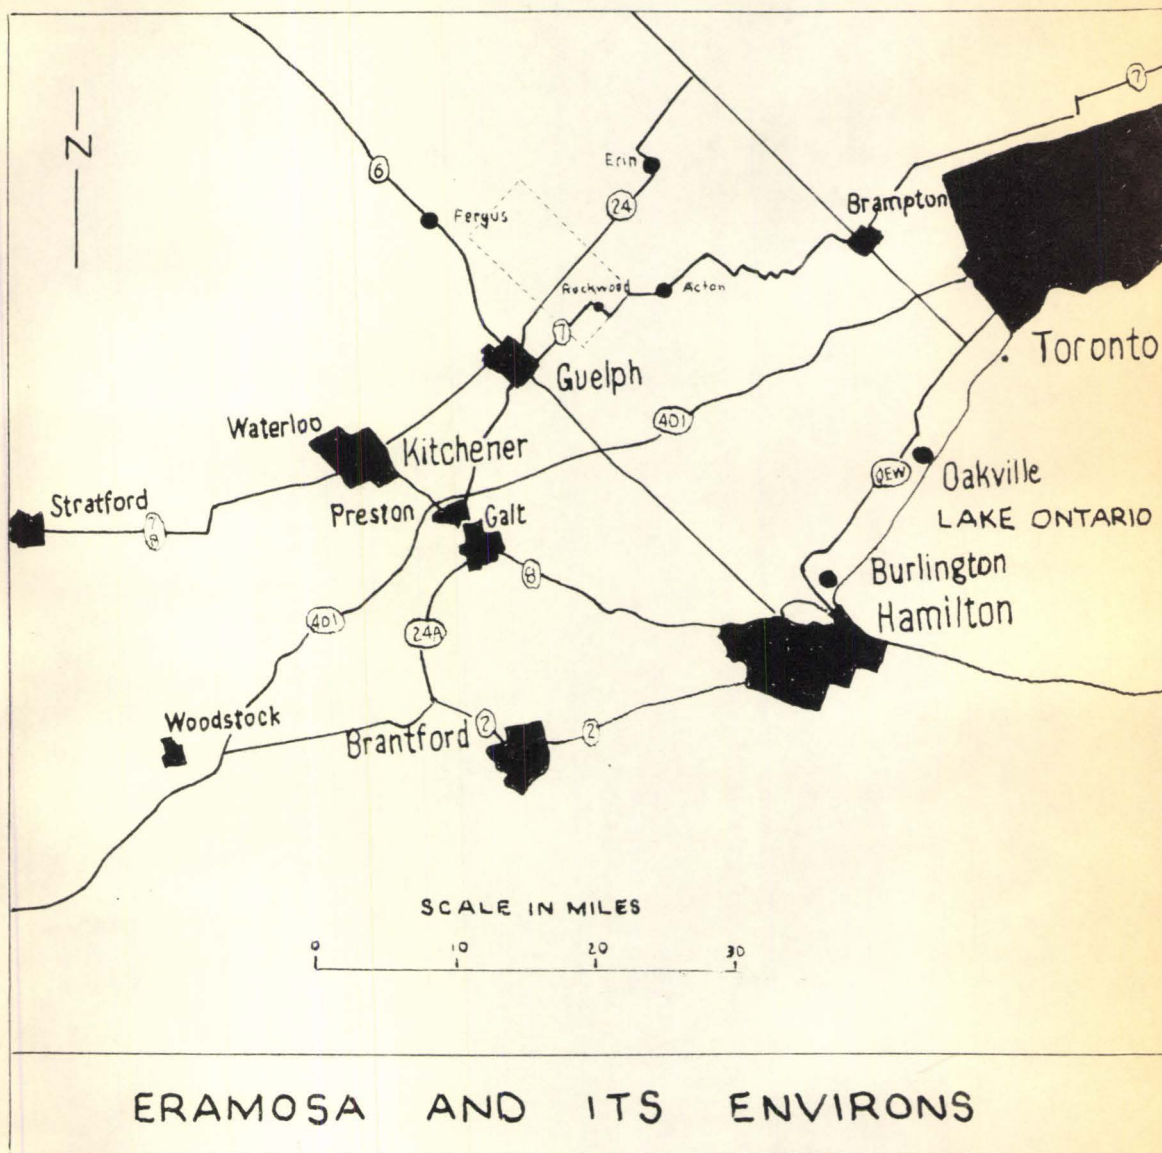 7
N
6
Erin
24
Brampton
Fergus
Rockwood
Acton
7
Toronto
Guelph
401
Waterloo
Kitchener
QEW
Oakville
Stratford
Preston
Galt
LAKE ONTARIO
7
8
8
Burlington
Hamilton
401
24A
Woodstock
2
2
Brantford
SCALE IN MILES
0 10 20 30
ERAMOSA AND ITS ENVIRONS